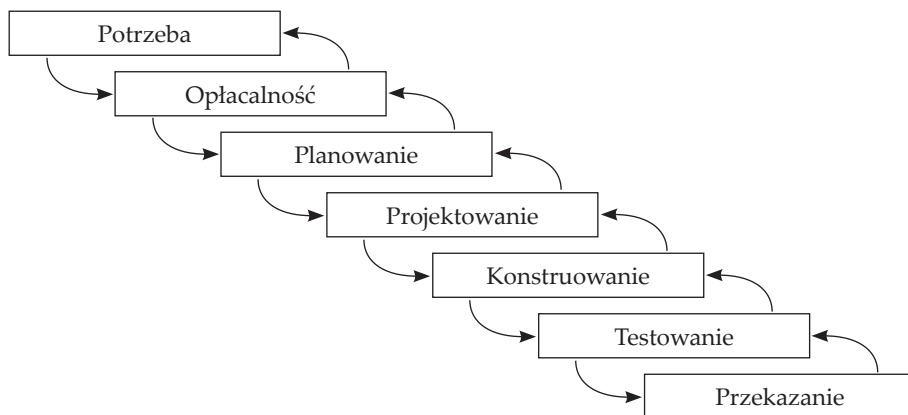 Potrzeba
Opłacalność
Planowanie
Projektowanie
Konstruowanie
Testowanie
Przekazanie